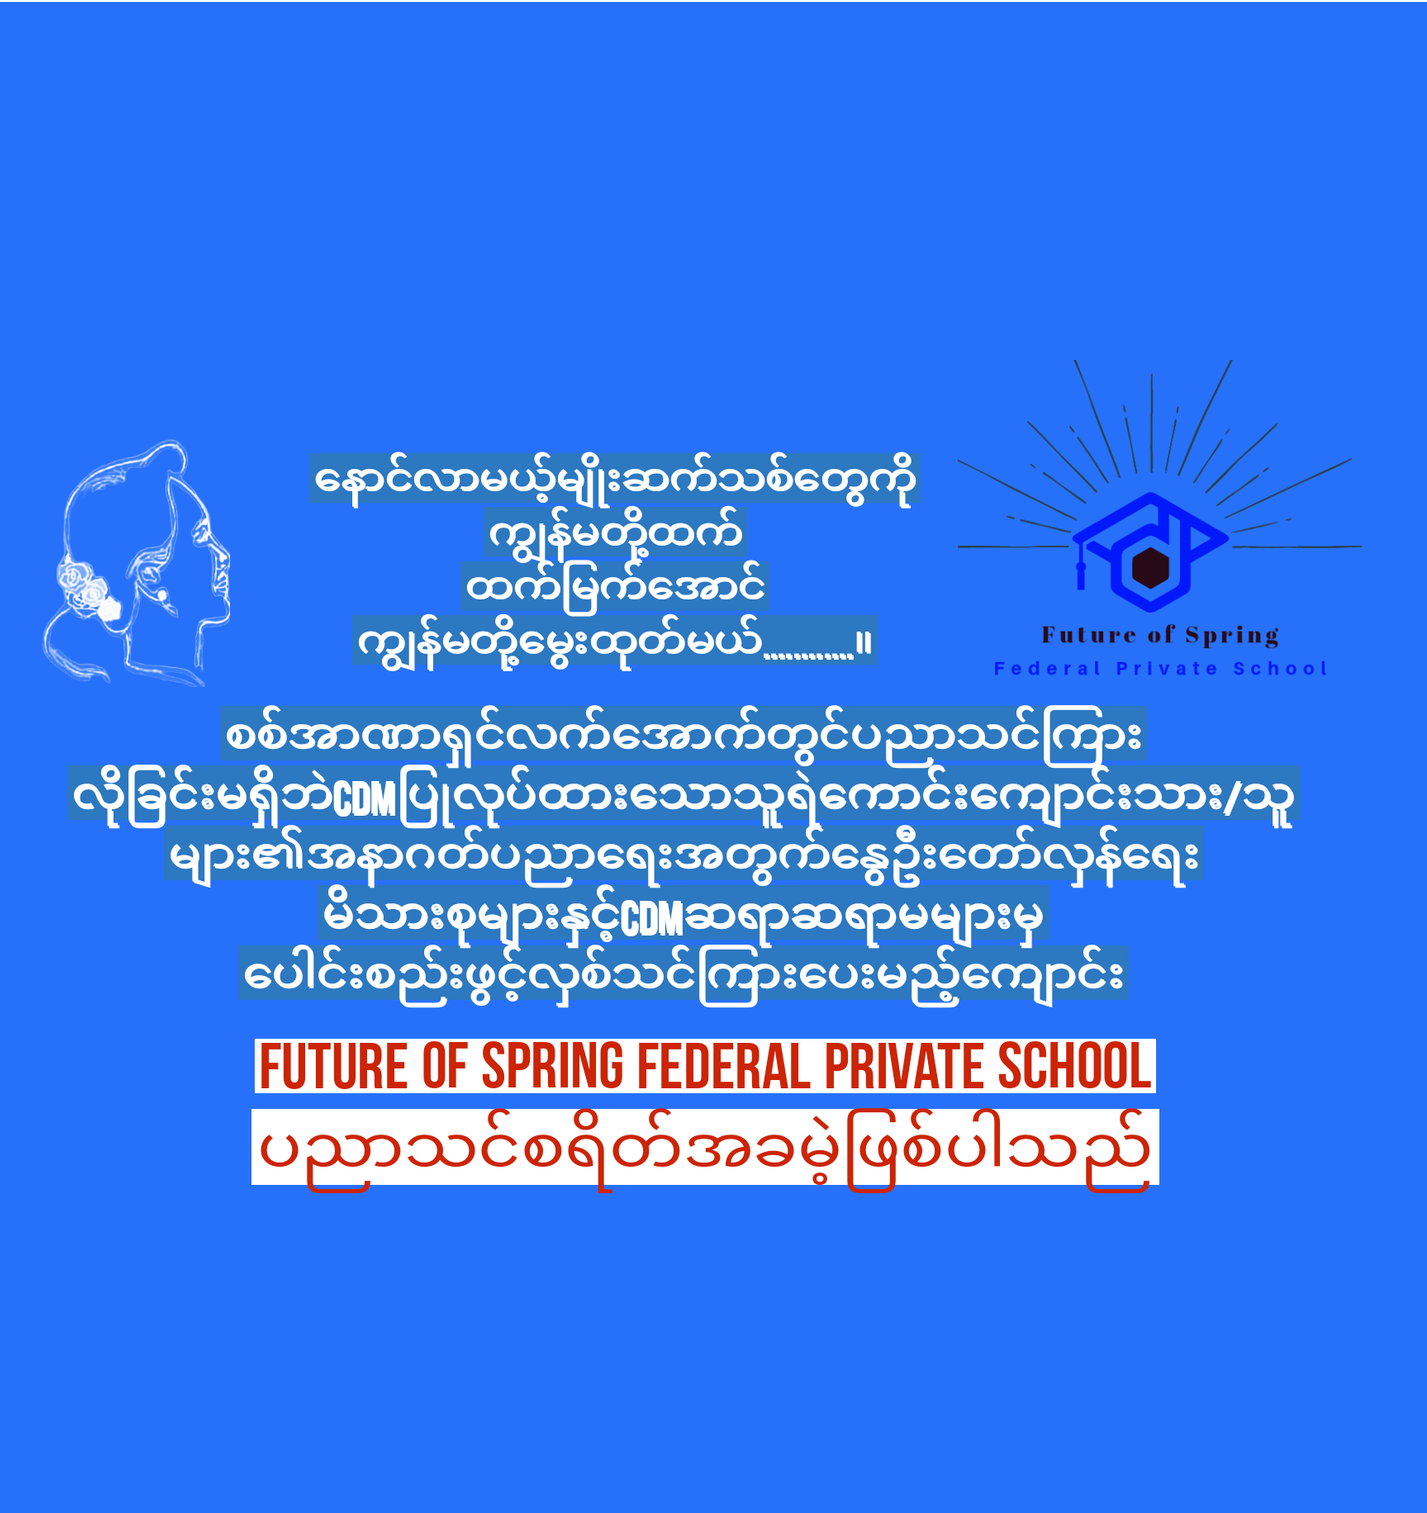 နောင်လာမယ့်မျိုးဆက်သစ်တွေကို
ကျွန်မတို့ထက်
ထက်မြက်အောင်
ကျွန်မတို့မွေးထုတ်မယ်............။
Future of Spring
Federal Private School
စစ်အာဏာရှင်လက်အောက်တွင်ပညာသင်ကြား
လိုခြင်းမရှိဘဲCDMပြုလုပ်ထားသောသူရဲကောင်းကျောင်းသား/သူ
များ၏အနာဂတ်ပညာရေးအတွက်နွေဦးတော်လှန်ရေး
မိသားစုများနှင့်CDMဆရာဆရာမများမှ
ပေါင်းစည်းဖွင့်လှစ်သင်ကြားပေးမည့်ကျောင်း
FUTURE OF SPRING FEDERAL PRIVATE SCHOOL
ပညာသင်စရိတ်အခမဲ့ဖြစ်ပါသည်